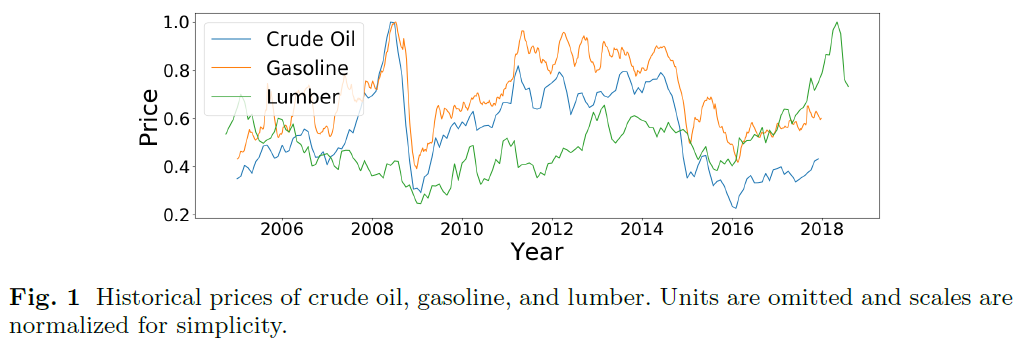 1.0
0.8
0.6
0.4
0.2
Price
Crude Oil
Gasoline
Lumber
2006 2008 2010 2012 2014 2016 2018
Year
Fig. 1 Historical prices of crude oil, gasoline, and lumber. Units are omitted and scales are
normalized for simplicity.